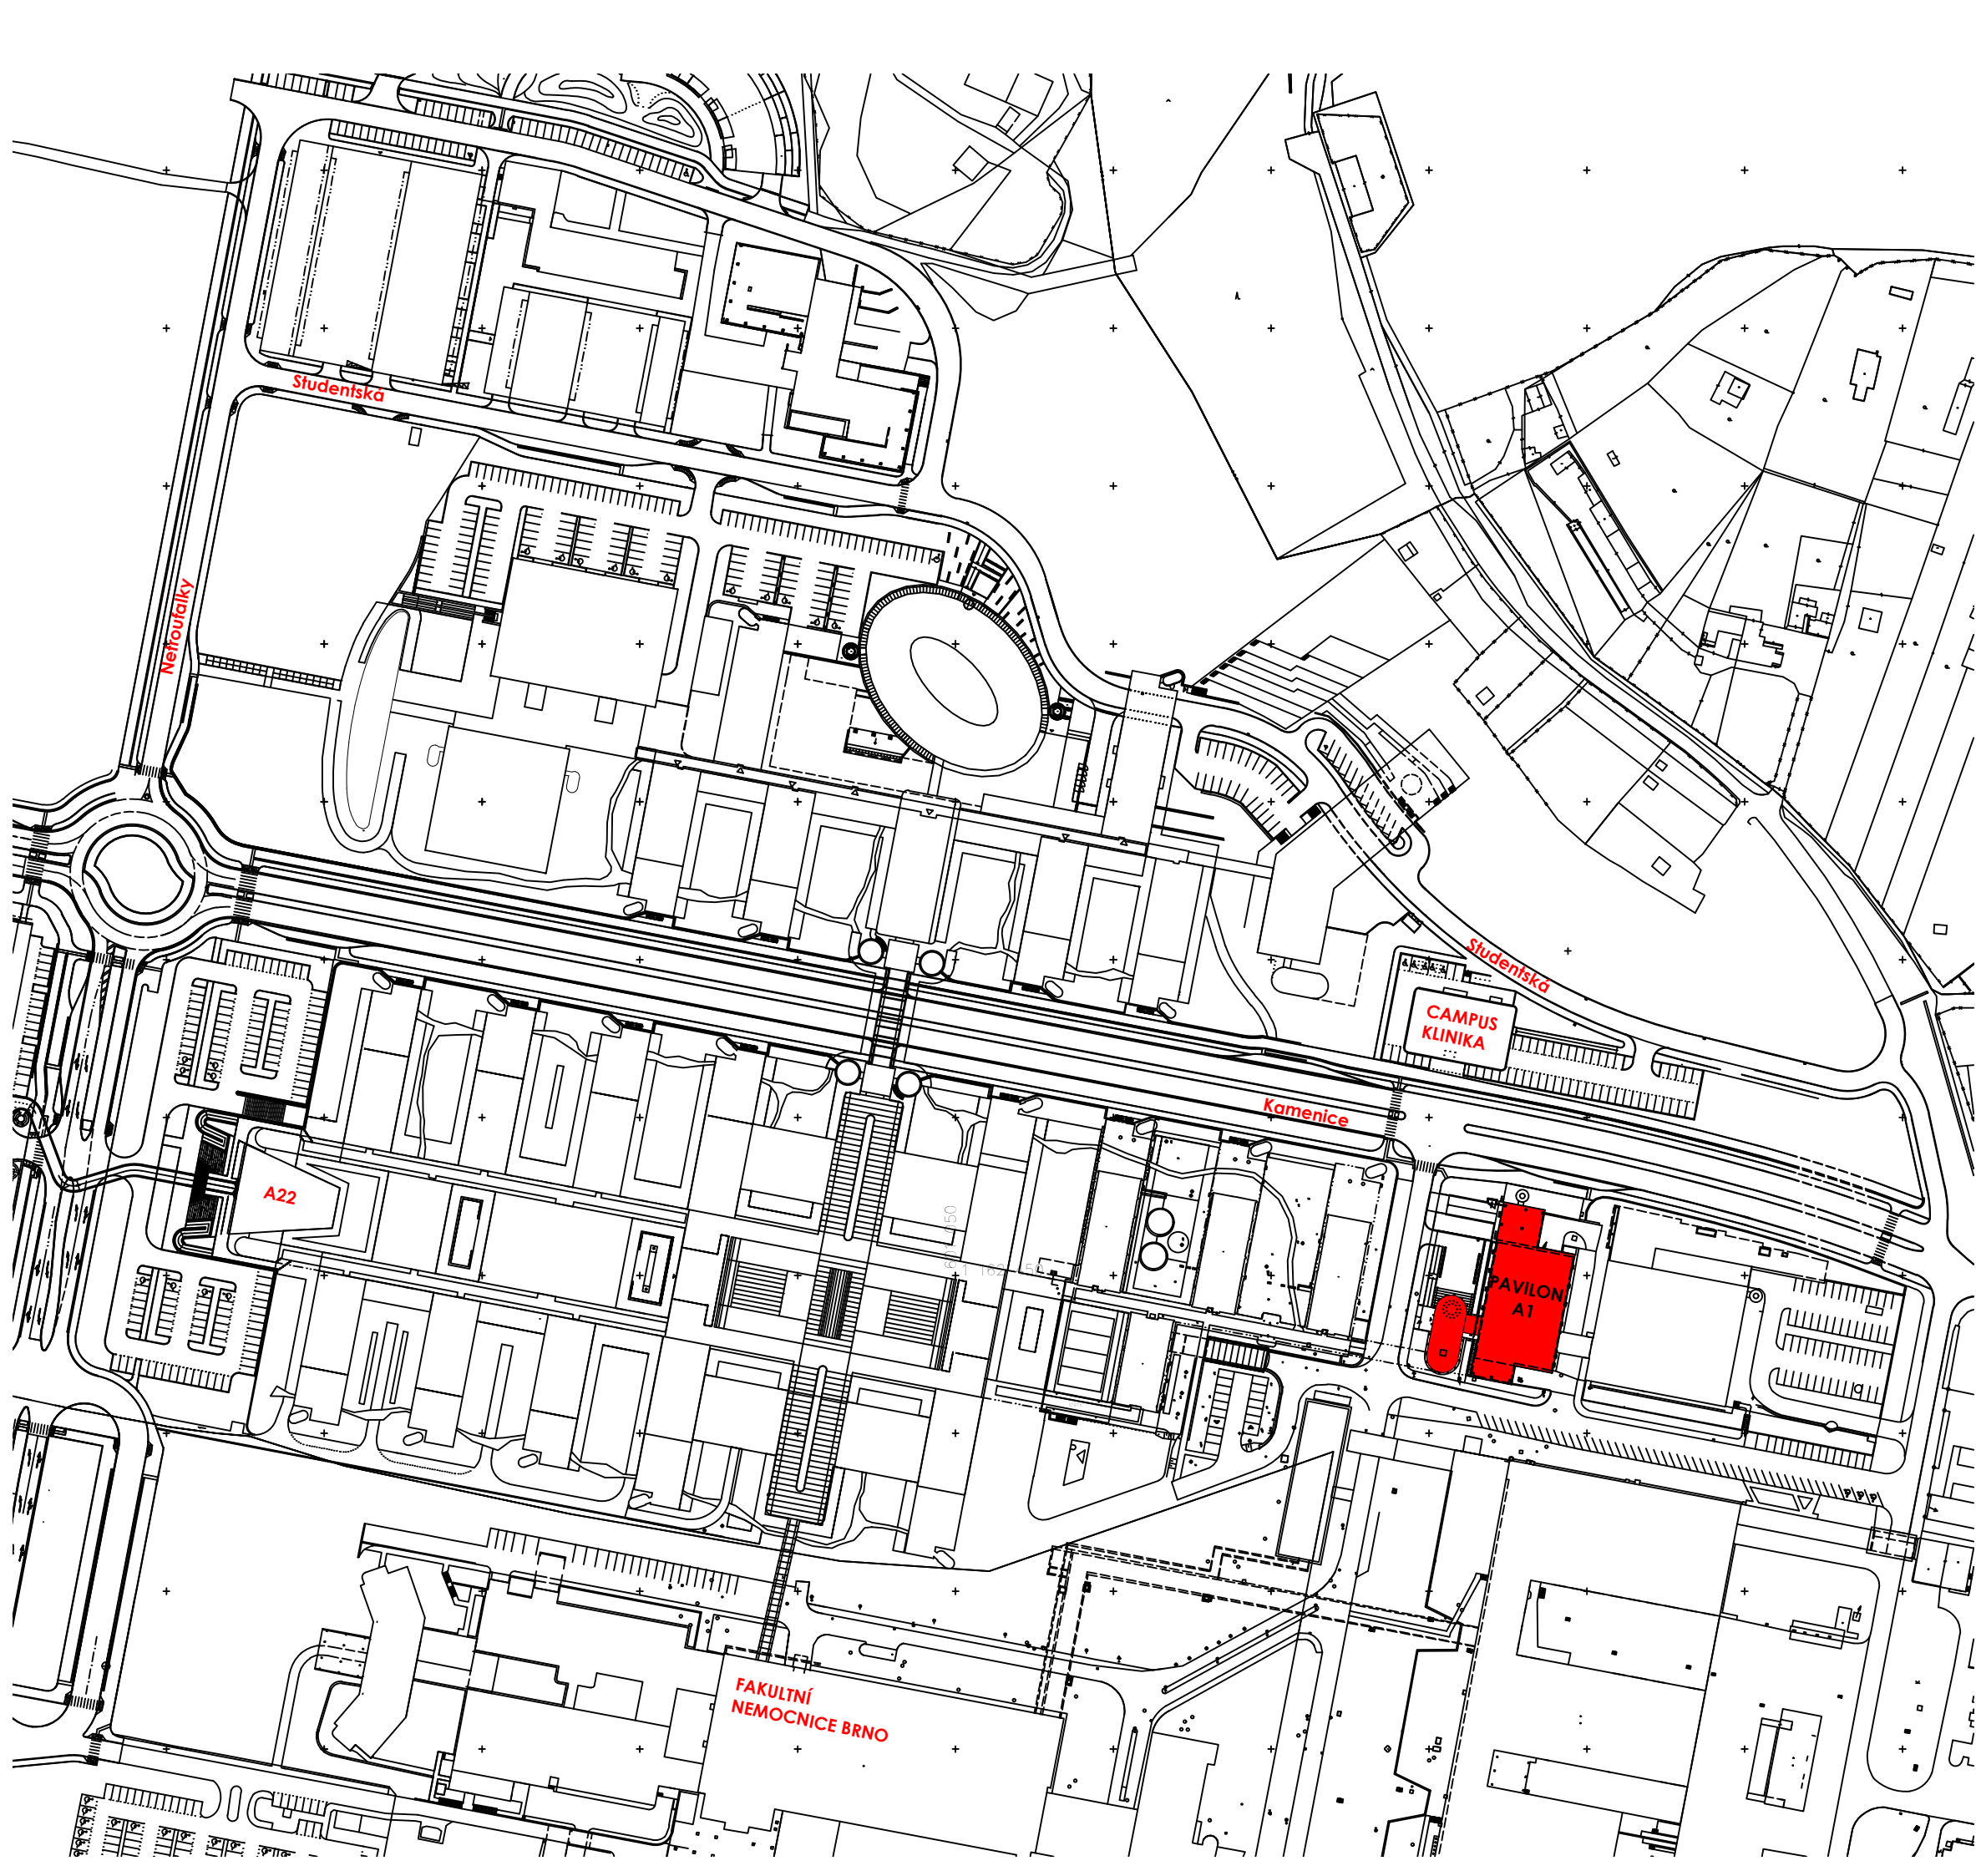 Studentská
Netroufalky
Studentská
CAMPUS
KLINIKA
Kamenice
A22
PAVILON
A1
FAKULTNÍ
NEMOCNICE BRNO